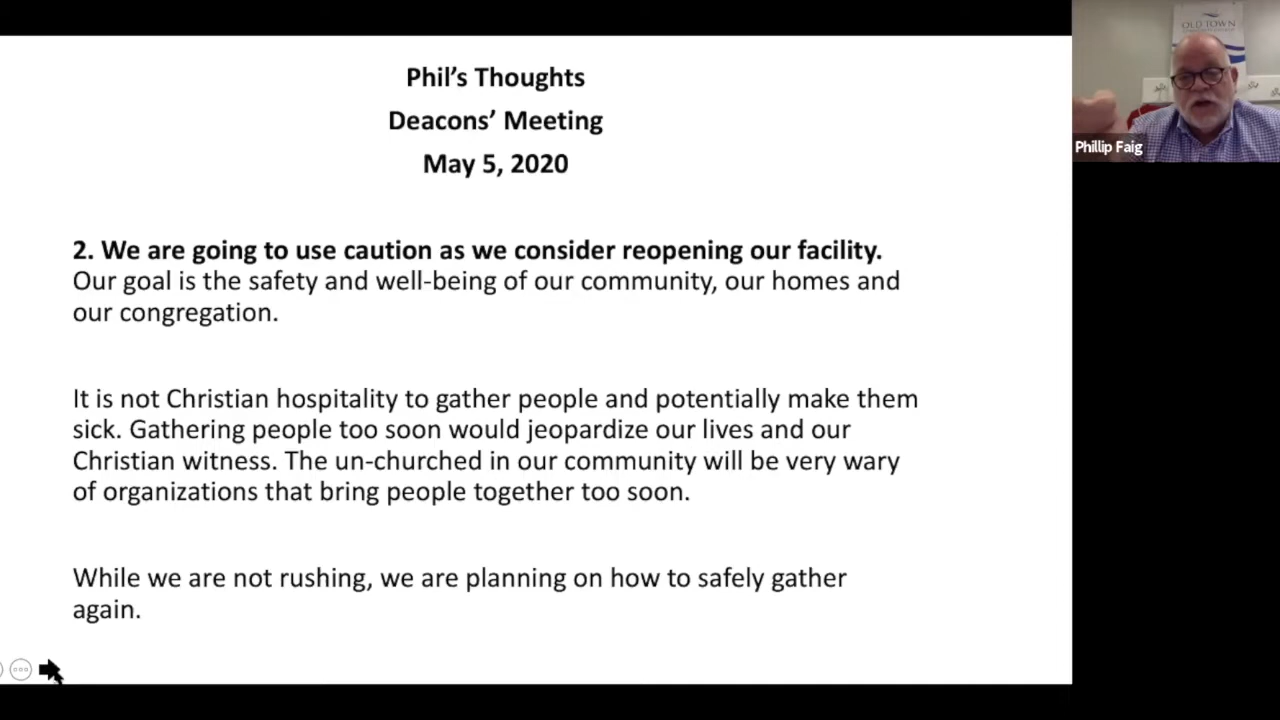 Phil's Thoughts
Deacons' Meeting
May 5, 2020
2. We are going to use caution as we consider reopening our facility.
Our goal is the safety and well-being of our community, our homes and
our congregation.
It is not Christian hospitality to gather people and potentially make them
sick. Gathering people too soon would jeopardize our lives and our
Christian witness. The un-churched in our community will be very wary
of organizations that bring people together too soon.
While we are not rushing, we are planning on how to safely gather
again.
OLD TOWN
Phillip Faig